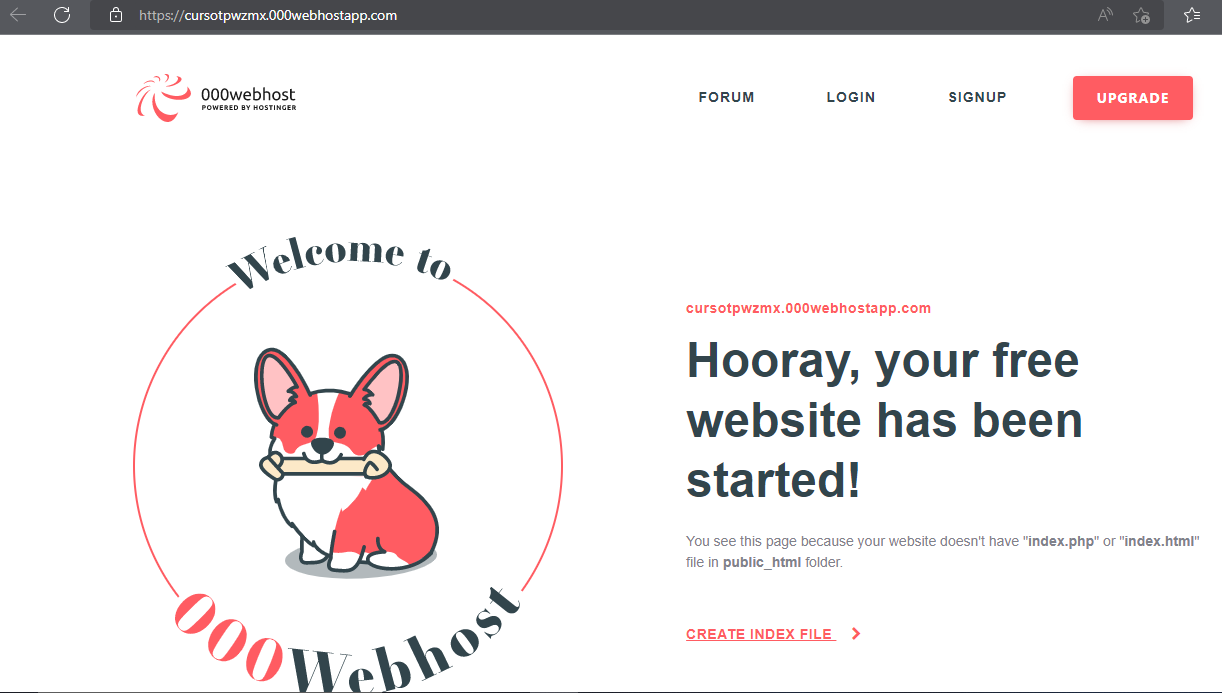 https://cursotpwzmx.000webhostapp.com
000webhost
POWERED BY HOSTINGER
FORUM
LOGIN
SIGNUP
UPGRADE
Welcome to
000Webhost
cursotpwzmx.000webhostapp.com
Hooray, your free
website has been
started!
You see this page because your website doesn't have "index.php" or "index.html"
file in public_html folder.
CREATE INDEX FILE